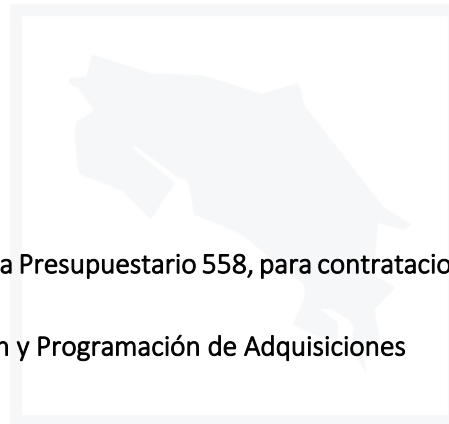 a Presupuestario 558, para contratacio
n y Programación de Adquisiciones